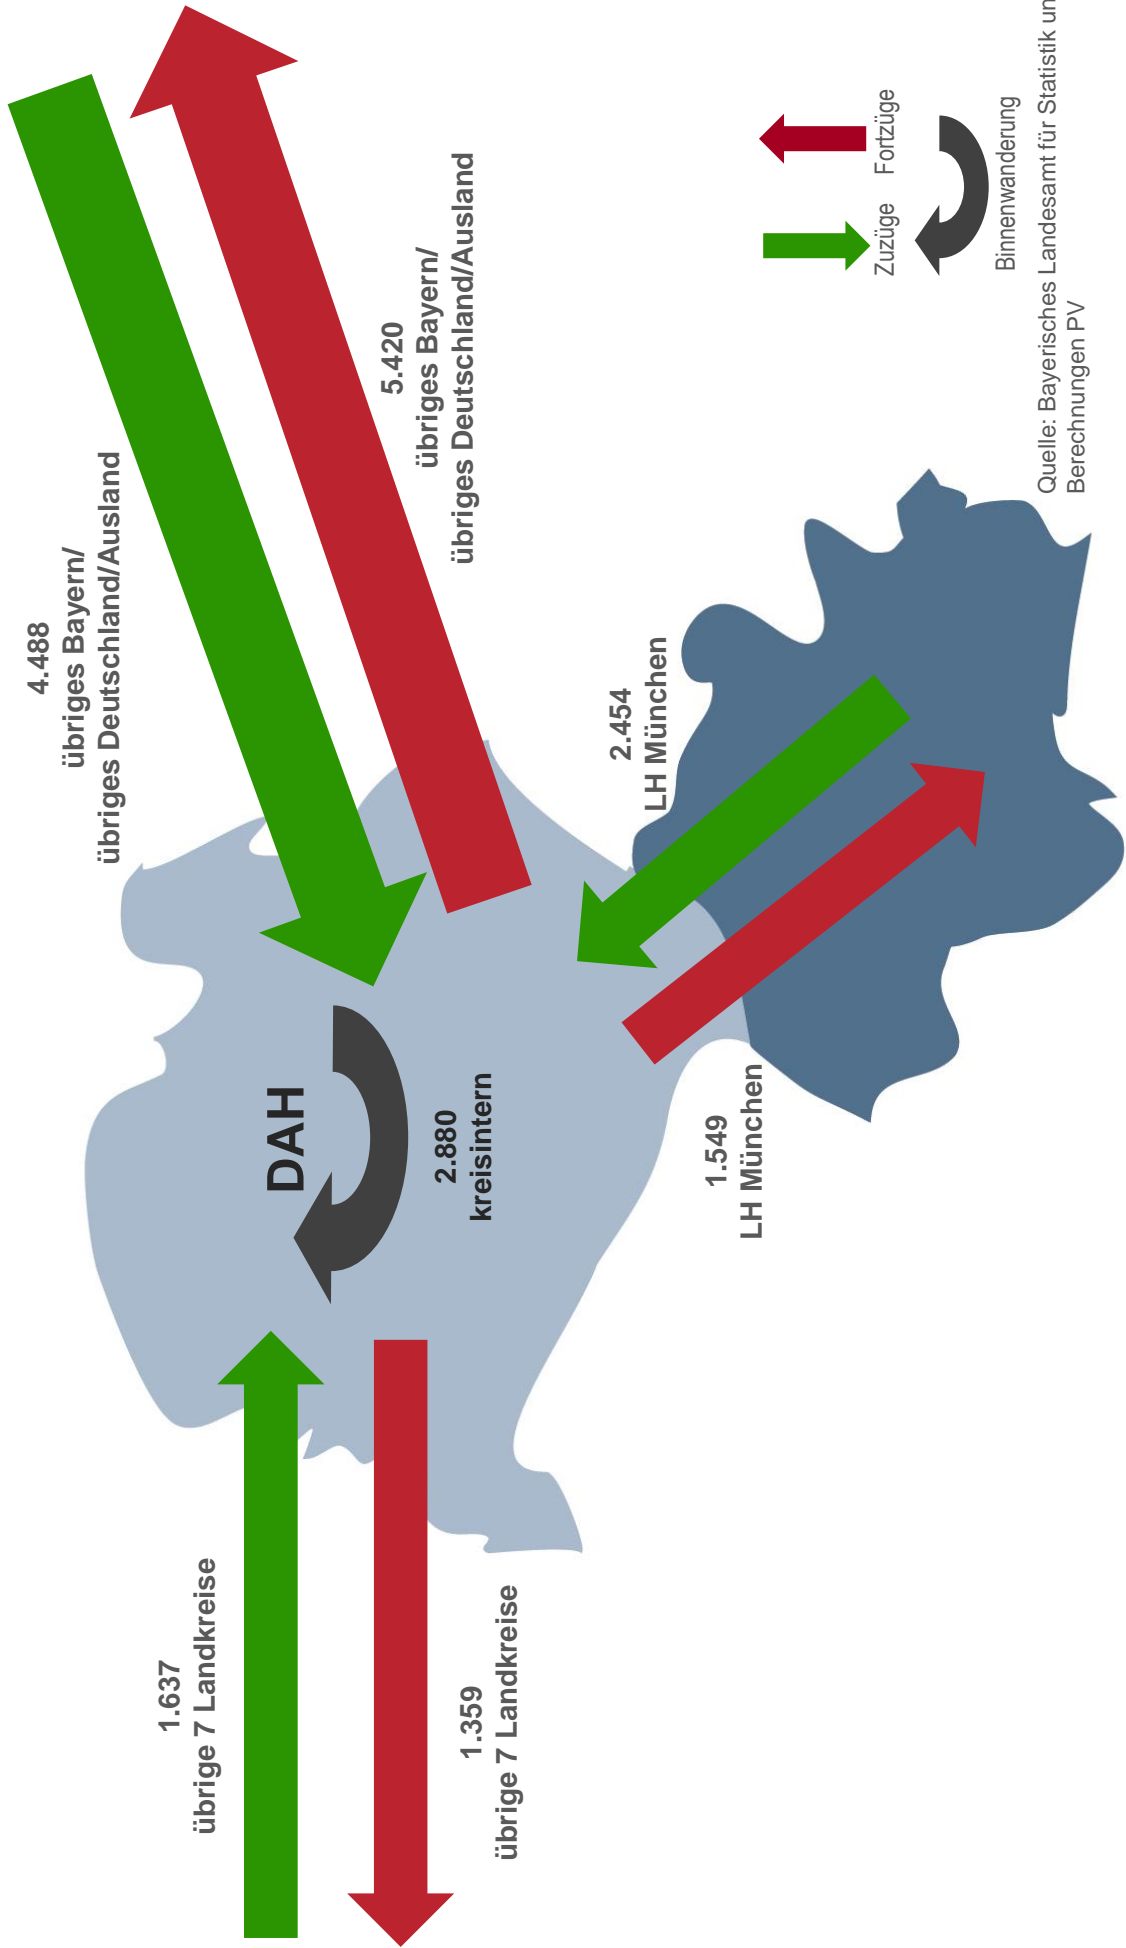 1.637
übrige 7 Landkreise
1.359
übrige 7 Landkreise
DAH
2.880
kreisintern
4.488
übriges Bayern/
übriges Deutschland/Ausland
5.420
übriges Bayern/
übriges Deutschland/Ausland
2.454
LH München
1.549
LH München
Zuzüge
Fortzüge
Binnenwanderung
Quelle: Bayerisches Landesamt für Statistik un
Berechnungen PV